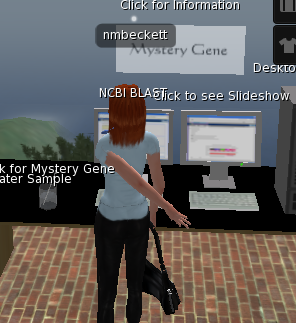 Click for Information
nmbeckett
Mystery Gene
Deskto
NCBI BLAST
Click to see Slideshow
k for Mystery Gene
ater Sample